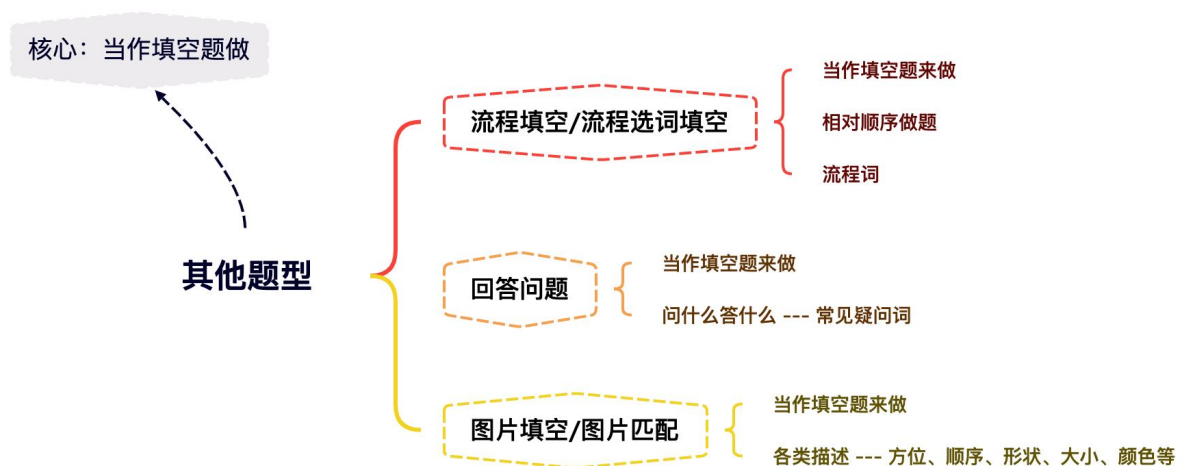 核心：当作填空题做
其他题型
流程填空/流程选词填空
当作填空题来做
相对顺序做题
流程词
回答问题
当作填空题来做
问什么答什么 --- 常见疑问词
图片填空/图片匹配
当作填空题来做
各类描述 --- 方位、顺序、形状、大小、颜色等